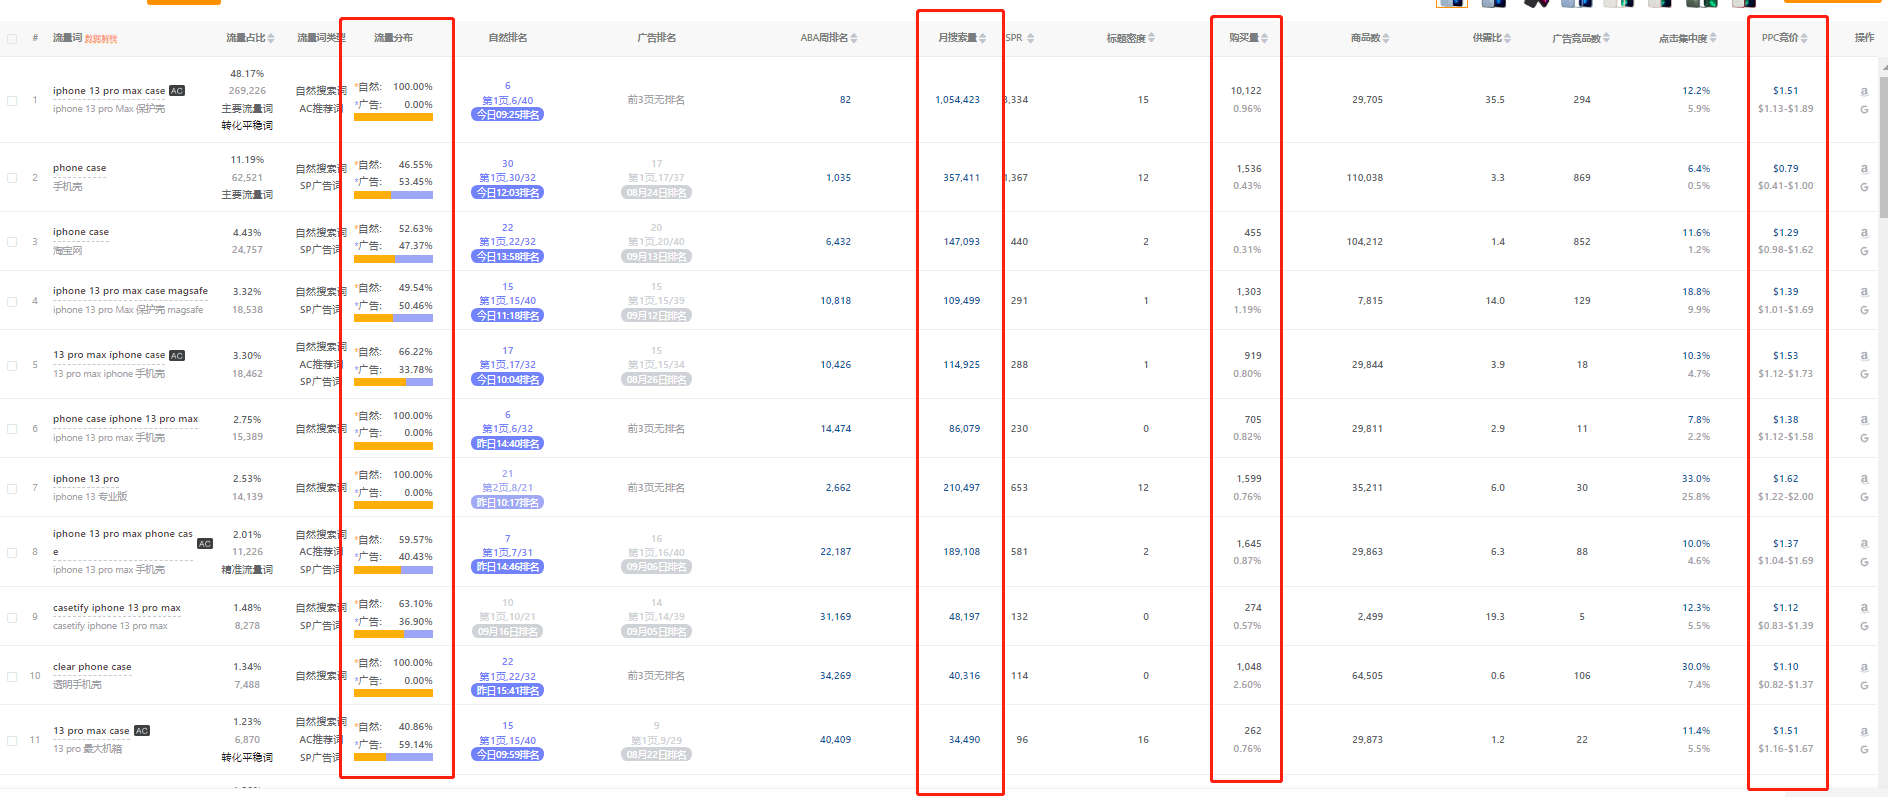 # 流量词 数据解读 流量占比 流量词类型 流量分布 自然排名 广告排名 ABA周排名 月搜索量 SPR 标题密度 购买量 商品数 供需比 广告竞品数 点击集中度 PPC竞价 操作
1 iphone 13 pro max case AC
iphone 13 pro Max 保护壳
48.17%
269,226
主要流量词
转化平稳词
自然搜索词
AC推荐词
*自然: 100.00%
*广告: 0.00%
6
第1页,6/40
今日09:25排名
前3页无排名
82
1,054,423
3,334
15
10,122
0.96%
29,705
35.5
294
12.2%
5.9%
$1.51
$1.13-$1.89
a
G
2 phone case
手机壳
11.19%
62,521
主要流量词
自然搜索词
SP广告词
*自然: 46.55%
*广告: 53.45%
30
第1页,30/32
今日12:03排名
17
第1页,17/37
08月24日排名
1,035
357,411
1,367
12
1,536
0.43%
110,038
3.3
869
6.4%
0.5%
$0.79
$0.41-$1.00
a
G
3 iphone case
淘宝网
4.43%
24,757
自然搜索词
SP广告词
*自然: 52.63%
*广告: 47.37%
22
第1页,22/32
今日13:58排名
20
第1页,20/40
09月13日排名
6,432
147,093
440
2
455
0.31%
104,212
1.4
852
11.6%
1.2%
$1.29
$0.98-$1.62
a
G
4 iphone 13 pro max case magsafe
iphone 13 pro Max 保护壳 magsafe
3.32%
18,538
自然搜索词
SP广告词
*自然: 49.54%
*广告: 50.46%
15
第1页,15/40
今日11:18排名
15
第1页,15/39
09月12日排名
10,818
109,499
291
1
1,303
1.19%
7,815
14.0
129
18.8%
9.9%
$1.39
$1.01-$1.69
a
G
5 13 pro max iphone case AC
13 pro max iphone 手机壳
3.30%
18,462
自然搜索词
AC推荐词
SP广告词
*自然: 66.22%
*广告: 33.78%
17
第1页,17/32
今日10:04排名
15
第1页,15/34
08月26日排名
10,426
114,925
288
1
919
0.80%
29,844
3.9
18
10.3%
4.7%
$1.53
$1.12-$1.73
a
G
6 phone case iphone 13 pro max
iphone 13 pro max 手机壳
2.75%
15,389
自然搜索词
*自然: 100.00%
*广告: 0.00%
6
第1页,6/32
昨日14:40排名
前3页无排名
14,474
86,079
230
0
705
0.82%
29,811
2.9
11
7.8%
2.2%
$1.38
$1.12-$1.58
a
G
7 iphone 13 pro
iphone 13 专业版
2.53%
14,139
自然搜索词
*自然: 100.00%
*广告: 0.00%
21
第2页,8/21
昨日10:17排名
前3页无排名
2,662
210,497
653
12
1,599
0.76%
35,211
6.0
30
33.0%
25.8%
$1.62
$1.22-$2.00
a
G
8 iphone 13 pro max phone cas
e AC
iphone 13 pro max 手机壳
2.01%
11,226
精准流量词
自然搜索词
AC推荐词
SP广告词
*自然: 59.57%
*广告: 40.43%
7
第1页,7/31
昨日14:46排名
16
第1页,16/40
09月06日排名
22,187
189,108
581
2
1,645
0.87%
29,863
6.3
88
10.0%
4.6%
$1.37
$1.04-$1.69
a
G
9 casetify iphone 13 pro max
casetify iphone 13 pro max
1.48%
8,278
自然搜索词
SP广告词
*自然: 63.10%
*广告: 36.90%
10
第1页,10/21
09月16日排名
14
第1页,14/39
09月05日排名
31,169
48,197
132
0
274
0.57%
2,499
19.3
5
12.3%
5.5%
$1.12
$0.83-$1.39
a
G
10 clear phone case
透明手机壳
1.34%
7,488
自然搜索词
*自然: 100.00%
*广告: 0.00%
22
第1页,22/32
昨日15:41排名
前3页无排名
34,269
40,316
114
0
1,048
2.60%
64,505
0.6
106
30.0%
7.4%
$1.10
$0.82-$1.37
a
G
11 13 pro max case AC
13 pro 最大机箱
1.23%
6,870
转化平稳词
自然搜索词
AC推荐词
SP广告词
*自然: 40.86%
*广告: 59.14%
15
第1页,15/40
今日09:59排名
9
第1页,9/29
08月22日排名
40,409
34,490
96
16
262
0.76%
29,873
1.2
22
11.4%
5.5%
$1.51
$1.16-$1.67
a
G